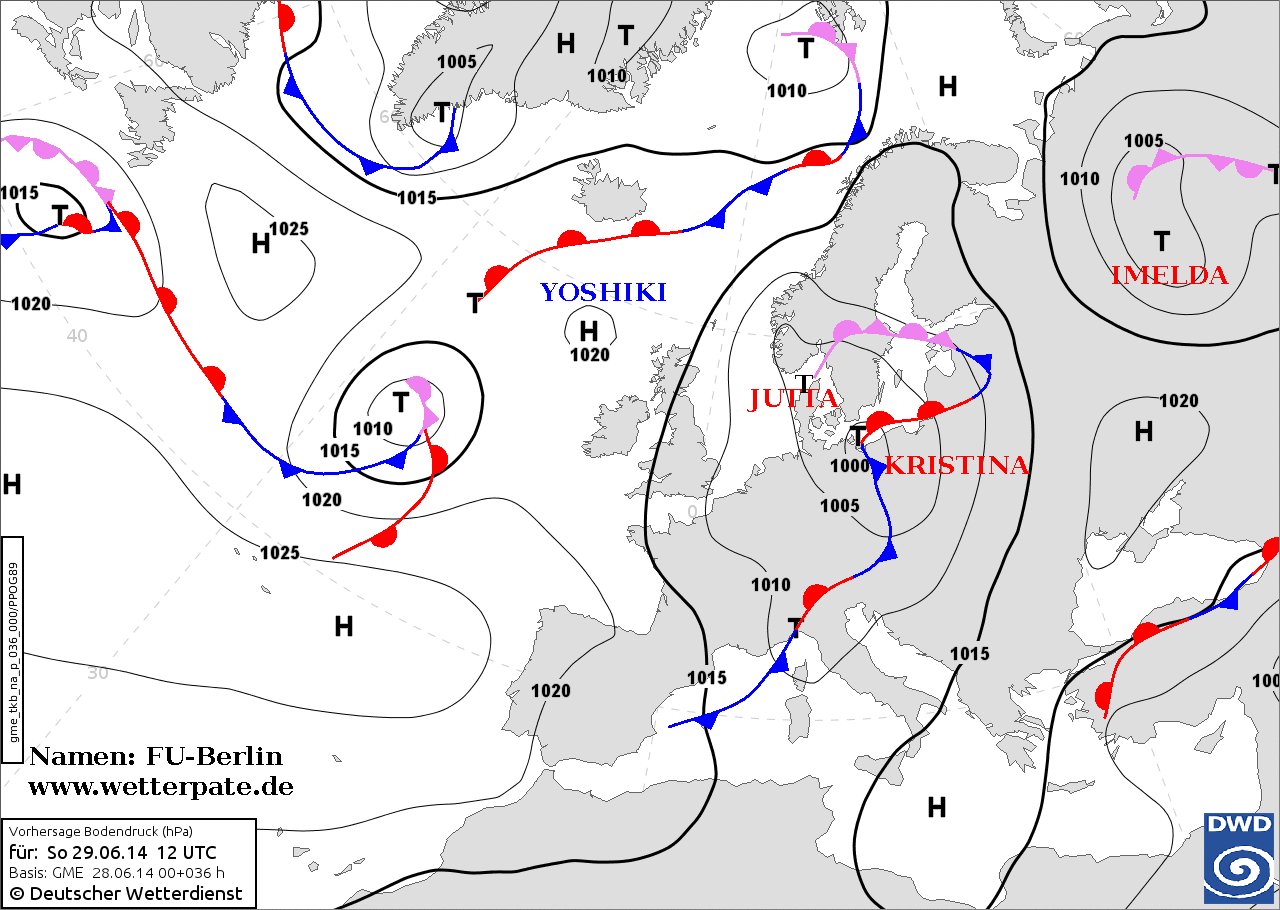 H
T
1005
1010
T
T
1010
H
60
60
6
1005
1010
T
T
IMELDA
1015
1015
T
1025
H
1020
T
YOSHIKI
H
1020
40
T
1010
1015
1020
T
JUTTA
T
1000
KRISTINA
1005
1020
H
H
0
1025
1010
T
H
30
1015
1015
1020
100
H
gme_tkb_na_p_036_000/PPOG89
Namen: FU-Berlin
www.wetterpate.de
Vorhersage Bodendruck (hPa)
für: So 29.06.14 12 UTC
Basis: GME 28.06.14 00+036 h
© Deutscher Wetterdienst
DWD